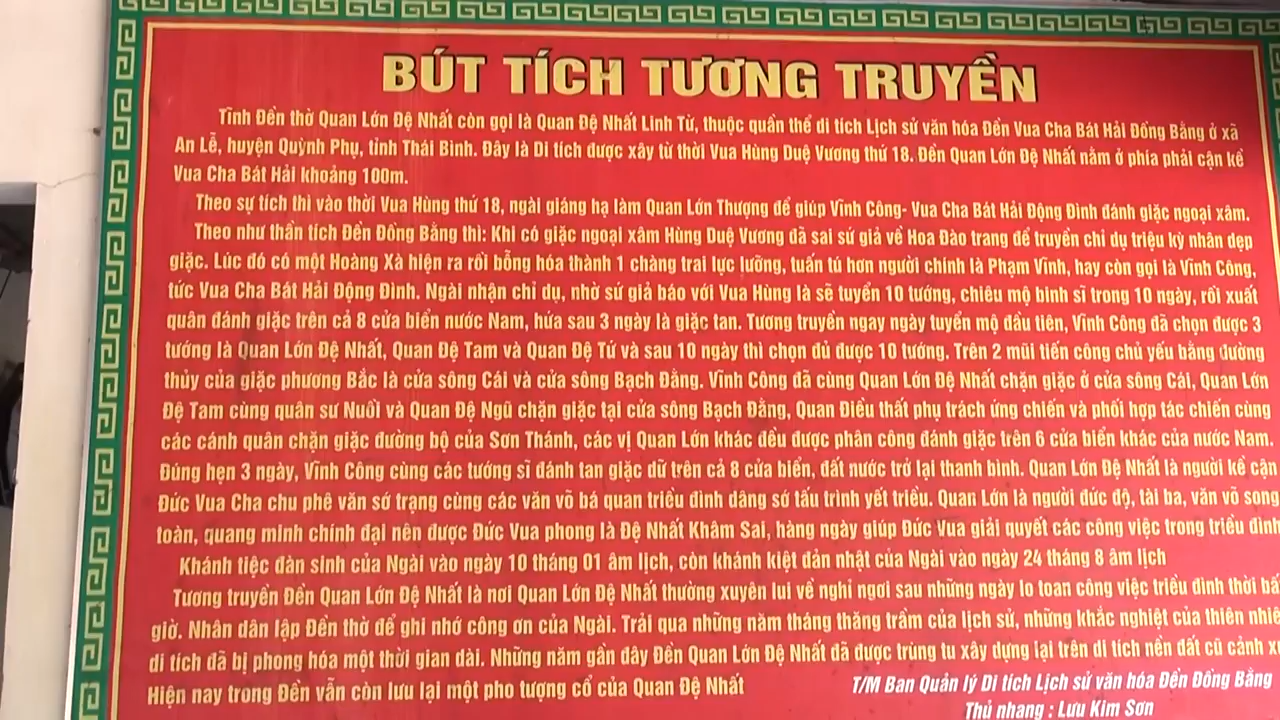 BÚT TÍCH TƯƠNG TRUYỀN
Tĩnh Đền thờ Quan Lớn Đệ Nhất còn gọi là Quan Đệ Nhất Linh Từ, thuộc quần thể di tích Lịch sử văn hóa Đền Vua Cha Bát Hải Đồng Bằng ở xã
An Lễ, huyện Quỳnh Phụ, tỉnh Thái Bình. Đây là Di tích được xây từ thời Vua Hùng Duệ Vương thứ 18. Đền Quan Lớn Đệ Nhất nằm ở phía phải cận kề
Vua Cha Bát Hải khoảng 100m.
Theo sự tích thì vào thời Vua Hùng thứ 18, ngài giáng hạ làm Quan Lớn Thượng để giúp Vĩnh Công- Vua Cha Bát Hải Động Đình đánh giặc ngoại xâm.
Theo như thần tích Đền Đồng Bằng thì: Khi có giặc ngoại xâm Hùng Duệ Vương đã sai sứ giả về Hoa Đào trang để truyền chỉ dụ triệu kỳ nhân dẹp
giặc. Lúc đó có một Hoàng Xà hiện ra rồi bỗng hóa thành 1 chàng trai lực lưỡng, tuấn tú hơn người chính là Phạm Vĩnh, hay còn gọi là Vĩnh Công,
tức Vua Cha Bát Hải Động Đình. Ngài nhận chỉ dụ, nhờ sứ giả báo với Vua Hùng là sẽ tuyển 10 tướng, chiêu mộ binh sĩ trong 10 ngày, rồi xuất
quân đánh giặc trên cả 8 cửa biển nước Nam, hứa sau 3 ngày là giặc tan. Tương truyền ngay ngày tuyển mộ đầu tiên, Vĩnh Công đã chọn được 3
tướng là Quan Lớn Đệ Nhất, Quan Đệ Tam và Quan Đệ Tứ và sau 10 ngày thì chọn đủ được 10 tướng. Trên 2 mũi tiến công chủ yếu bằng đường
thủy của giặc phương Bắc là cửa sông Cái và cửa sông Bạch Đằng. Vĩnh Công đã cùng Quan Lớn Đệ Nhất chặn giặc ở cửa sông Cái, Quan Lớn
Đệ Tam cùng quân sư Nuồi và Quan Đệ Ngũ chặn giặc tại cửa sông Bạch Đằng, Quan Điều thất phụ trách ứng chiến và phối hợp tác chiến cùng
các cánh quân chặn giặc đường bộ của Sơn Thánh, các vị Quan Lớn khác đều được phân công đánh giặc trên 6 cửa biển khác của nước Nam.
Đúng hẹn 3 ngày, Vĩnh Công cùng các tướng sĩ đánh tan giặc dữ trên cả 8 cửa biển, đất nước trở lại thanh bình. Quan Lớn Đệ Nhất là người kề cận
Đức Vua Cha chu phê văn sớ trạng cùng các văn võ bá quan triều đình dâng sớ tấu trình yết triều. Quan Lớn là người đức độ, tài ba, văn võ song
toàn, quang minh chính đại nên được Đức Vua phong là Đệ Nhất Khâm Sai, hàng ngày giúp Đức Vua giải quyết các công việc trong triều đình
Khánh tiệc đản sinh của Ngài vào ngày 10 tháng 01 âm lịch, còn khánh kiệt đản nhật của Ngài vào ngày 24 tháng 8 âm lịch
Tương truyền Đền Quan Lớn Đệ Nhất là nơi Quan Lớn Đệ Nhất thường xuyên lui về nghỉ ngơi sau những ngày lo toan công việc triều đình thời
giờ. Nhân dân lập Đền thờ để ghi nhớ công ơn của Ngài. Trải qua những năm tháng thăng trầm của lịch sử, những khắc nghiệt của thiên
di tích đã bị phong hóa một thời gian dài. Những năm gần đây Đền Quan Lớn Đệ Nhất đã được trùng tu xây dựng lại trên di tích nền đất cũ cảnh
Hiện nay trong Đền vẫn còn lưu lại một pho tượng cổ của Quan Đệ Nhất
T/M Ban Quản lý Di tích Lịch sử văn hóa Đền Đồng Bằng
Thủ nhang : Lưu Kim Sơn